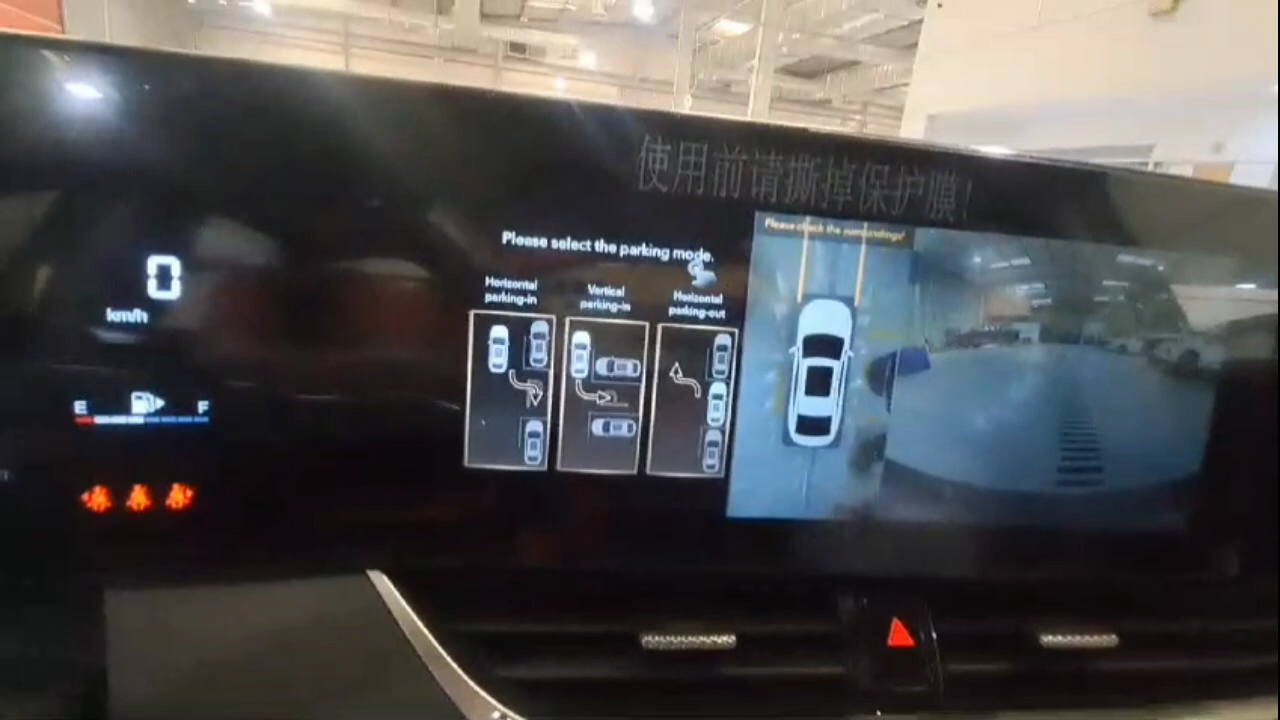 使用前请撕掉保护膜!
Please select the parking mode.
Please check the surroundings!
Horizontal
parking-in
Vertical
parking-in
Horizontal
parking-out
0
km/h
E F